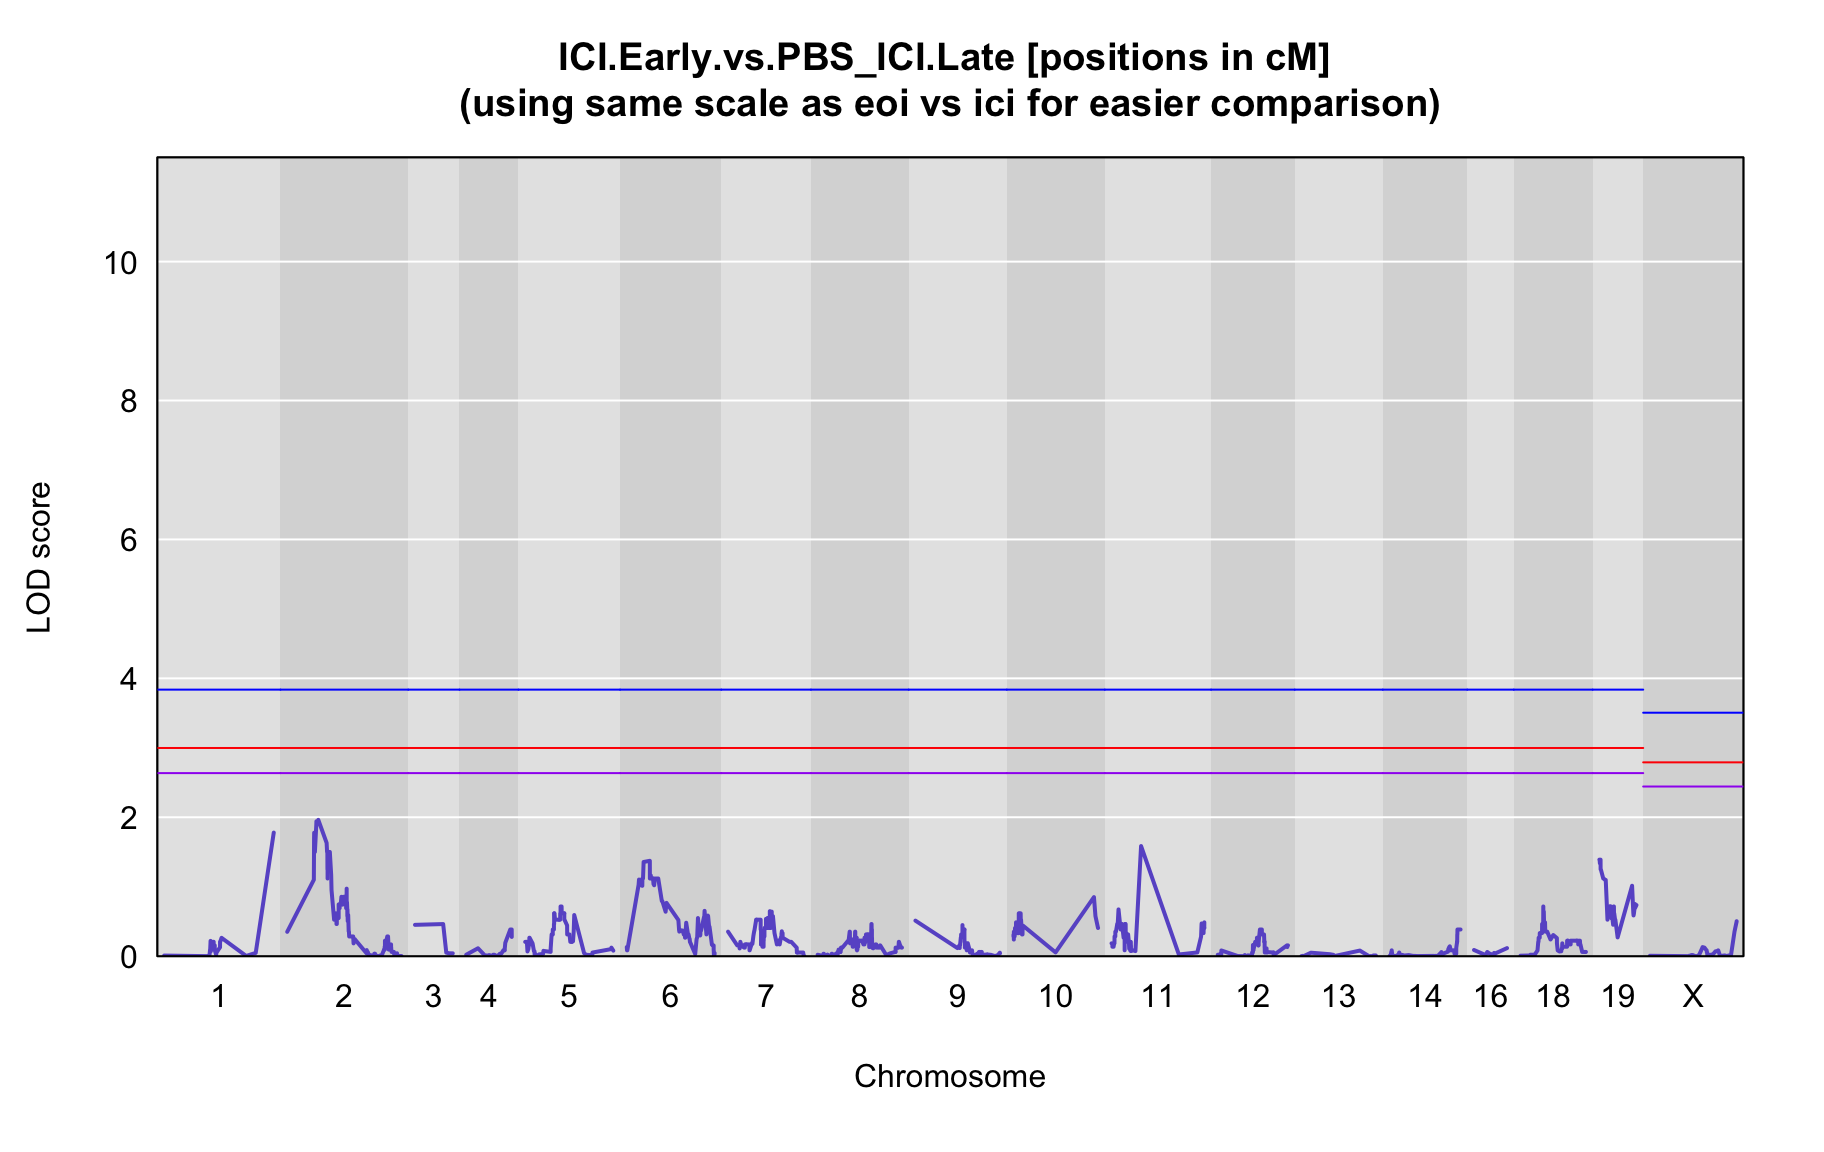 ICI.Early.vs.PBS_ICI.Late [positions in cM]
(using same scale as eoi vs ici for easier comparison)
10
8
6
4
2
0
LOD score
1 2 3 4 5 6 7 8 9 10 11 12 13 14 16 18 19 X
Chromosome